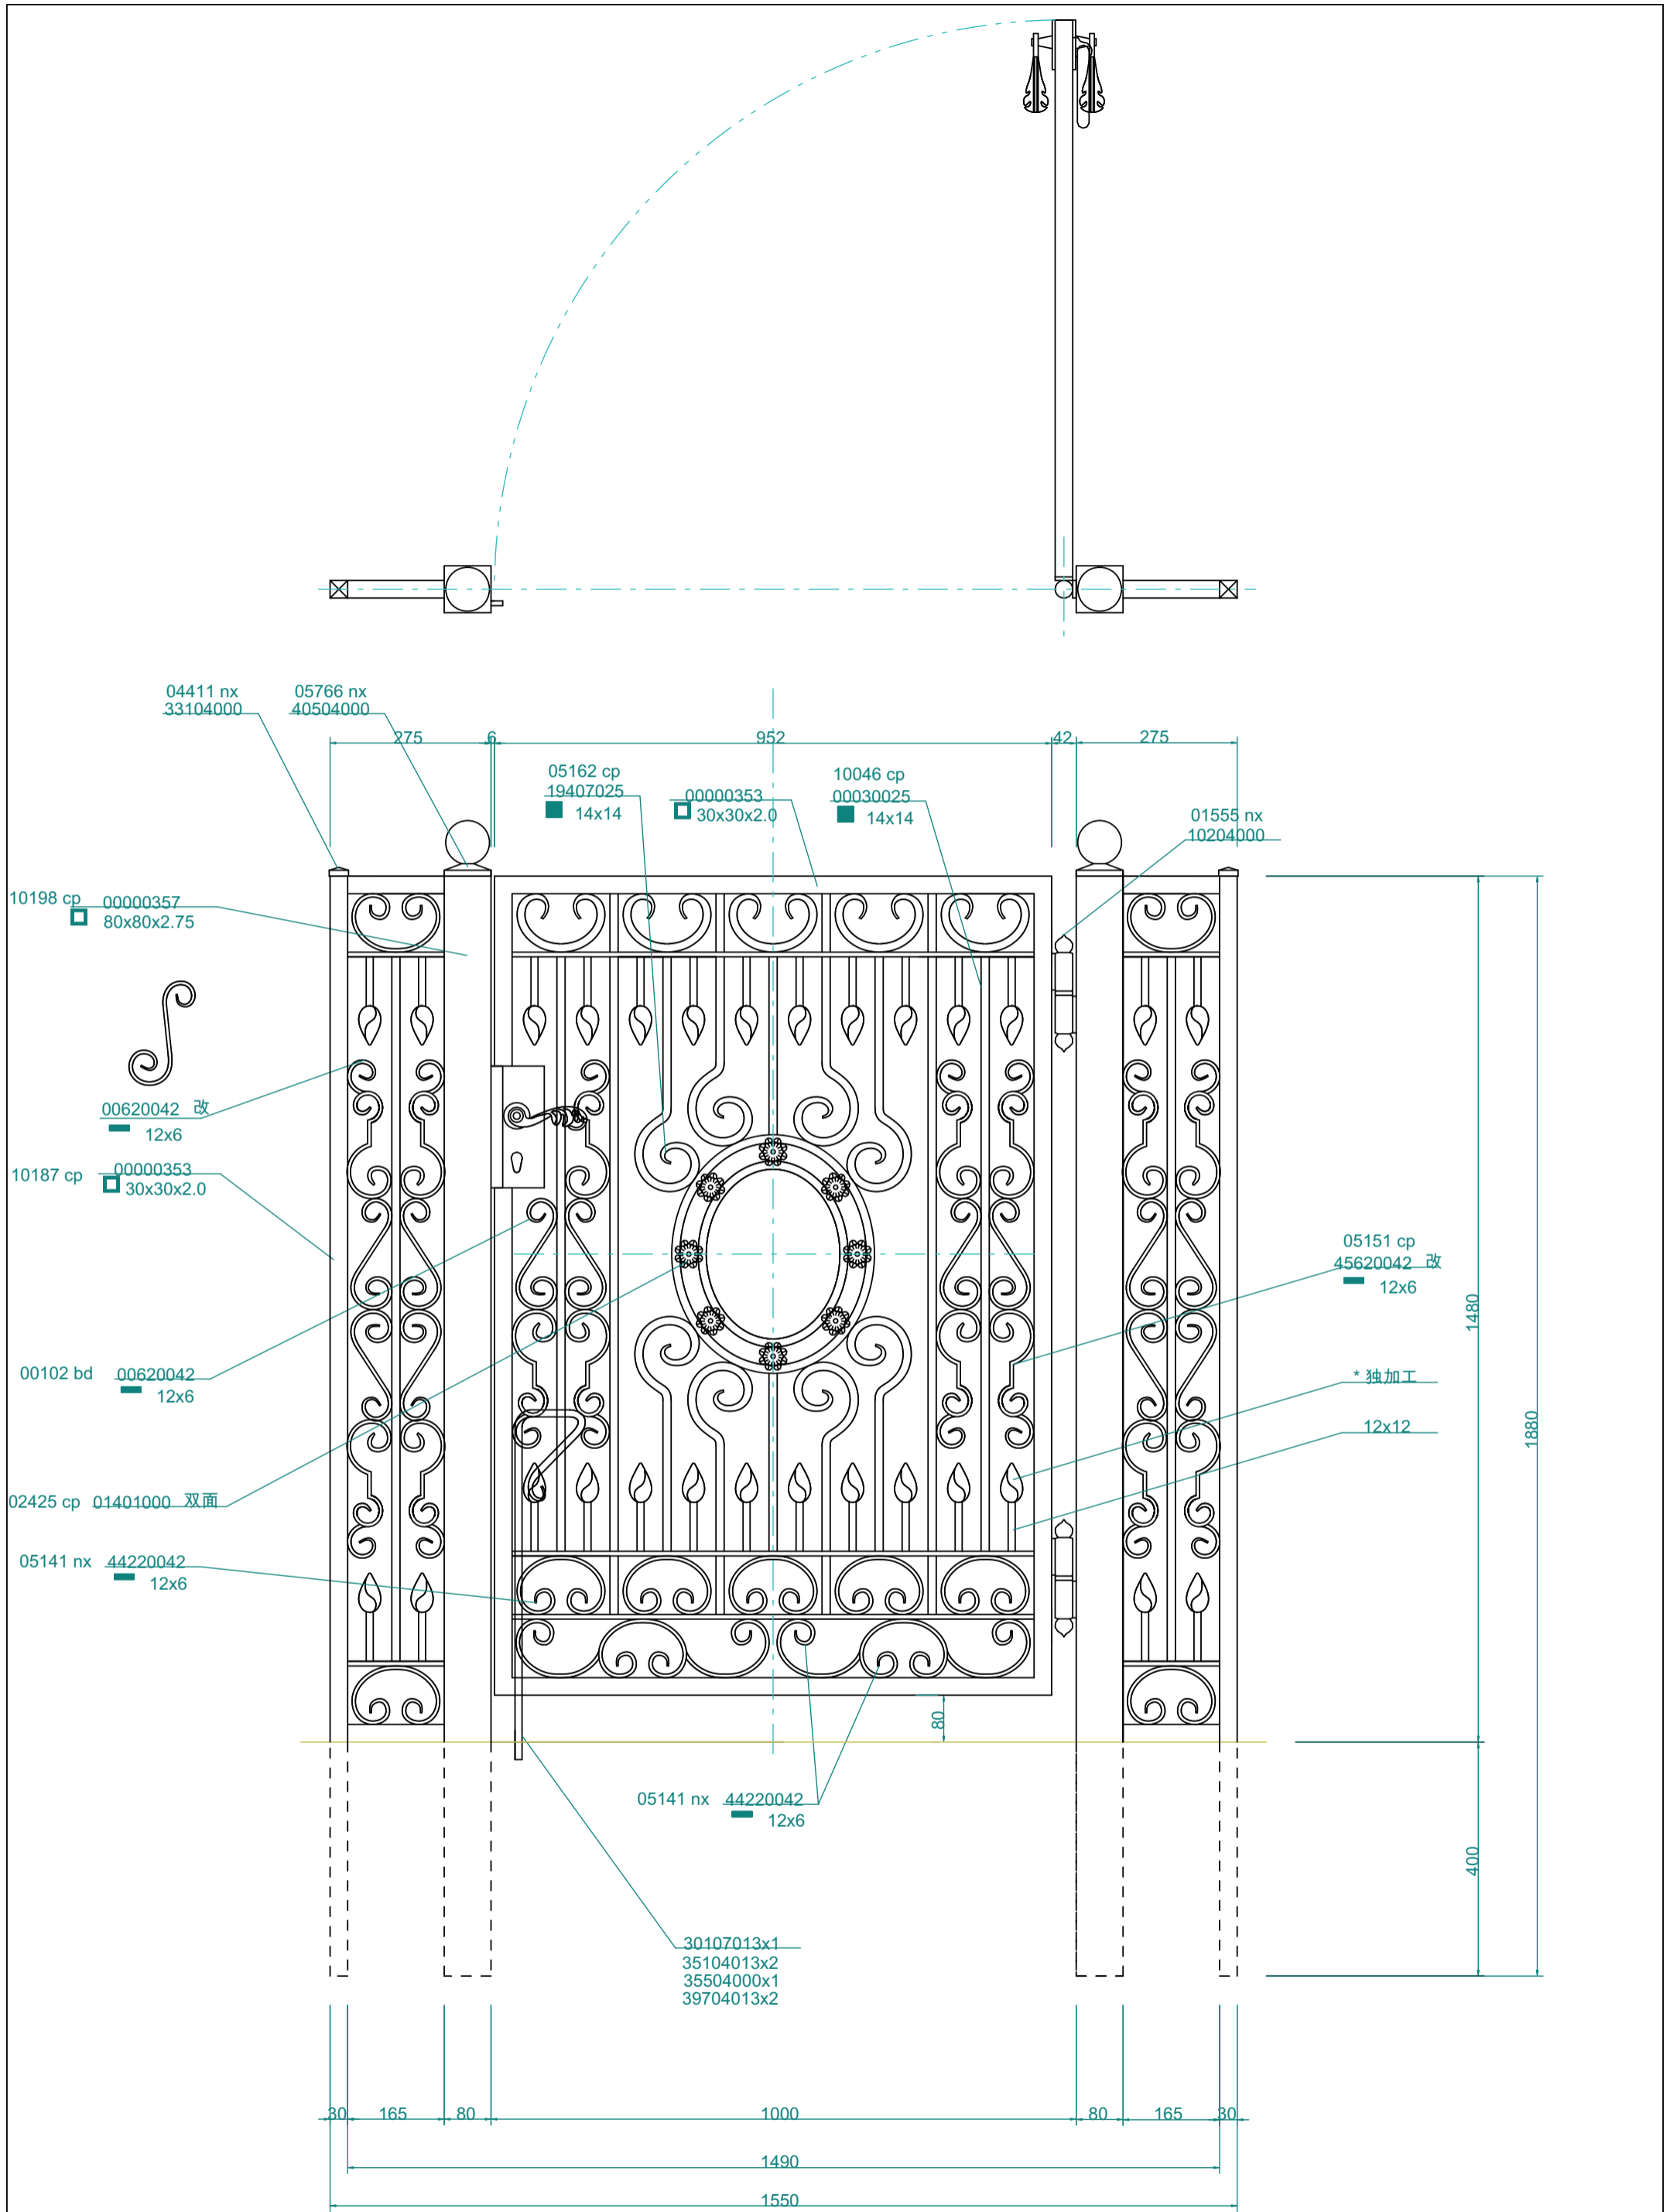 04411 nx
33104000
05766 nx
40504000
275
6
952
42
275
05162 cp
19407025
14x14
00000353
30x30x2.0
10046 cp
00030025
14x14
01555 nx
10204000
10198 cp 00000357
80x80x2.75
00620042 改
12x6
10187 cp 00000353
30x30x2.0
05151 cp
45620042 改
12x6
00102 bd 00620042
12x6
* 独加工
12x12
02425 cp 01401000 双面
05141 nx 44220042
12x6
1480
1880
80
05141 nx 44220042
12x6
400
30107013x1
35104013x2
35504000x1
39704013x2
30
165
80
1000
80
165
30
1490
1550